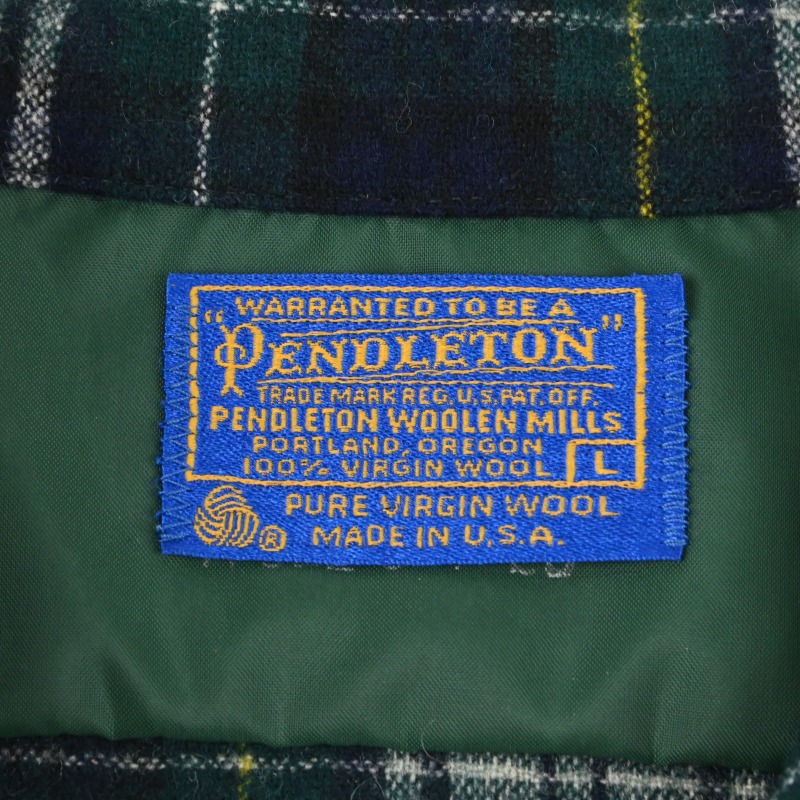 WARRANTED TO BE A
"PENDLETON"
TRADE MARK REG. U.S. PAT. OFF.
PENDLETON WOOLEN MILLS
PORTLAND, OREGON
100% VIRGIN WOOL L
PURE VIRGIN WOOL
® MADE IN U.S.A.